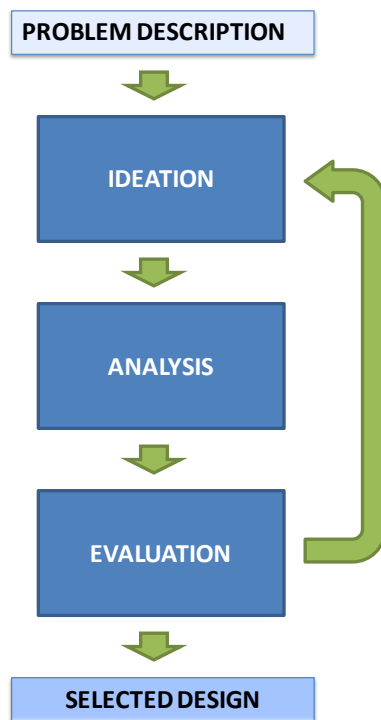 PROBLEM DESCRIPTION
IDEATION
ANALYSIS
EVALUATION
SELECTED DESIGN